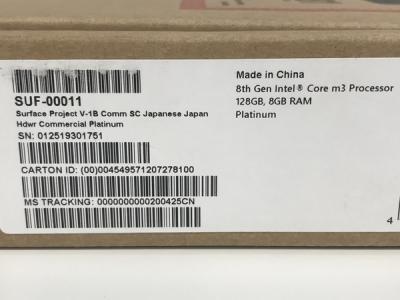 SUF-00011
Surface Project V-1B Comm SC Japanese Japan
Hdwr Commercial Platinum
SN: 012519301751
CARTON ID: (00)004549571207278100
MS TRACKING: 0000000000200425CN
Made in China
8th Gen Intel® Core m3 Processor
128GB, 8GB RAM
Platinum
4